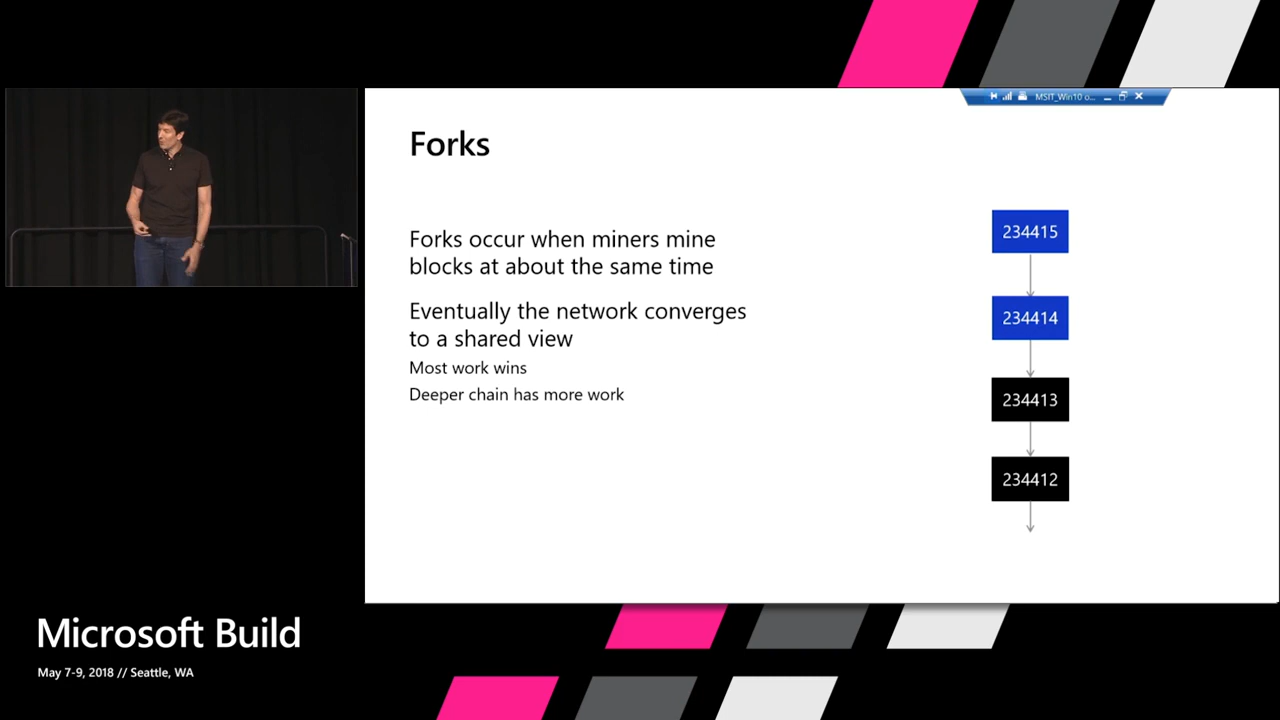 MSIT_Win10 o...
Forks
Forks occur when miners mine
blocks at about the same time
Eventually the network converges
to a shared view
Most work wins
Deeper chain has more work
234415
234414
234413
234412
Microsoft Build
May 7-9, 2018 // Seattle, WA